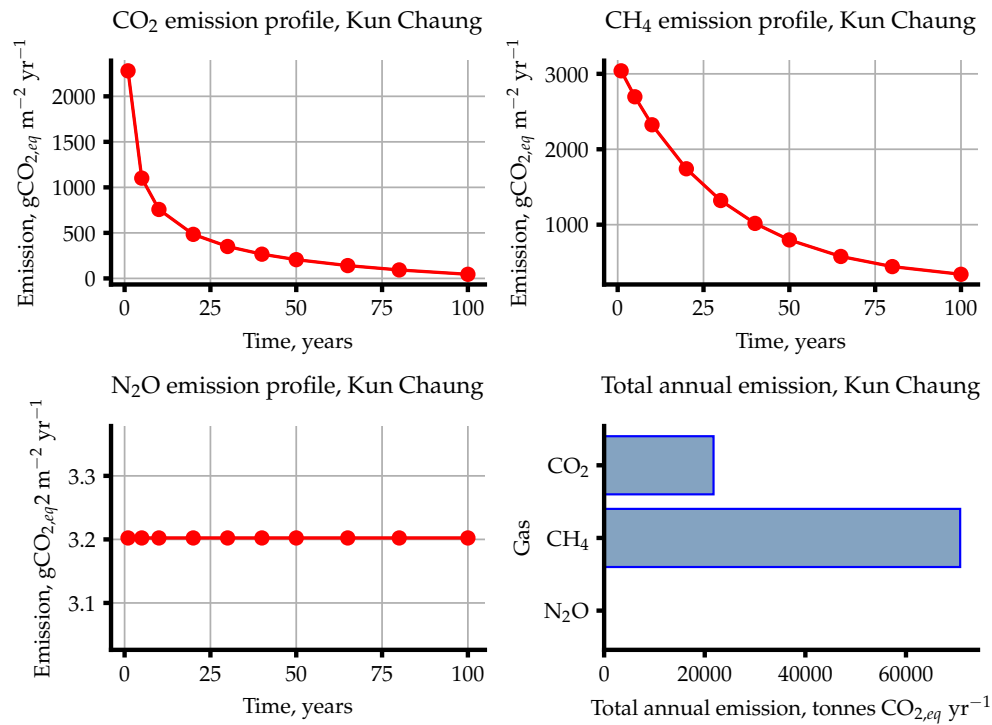 CO₂ emission profile, Kun Chaung
Emission, gCO₂,eq m⁻² yr⁻¹
2000
1500
1000
500
0
0 25 50 75 100
Time, years
CH₄ emission profile, Kun Chaung
Emission, gCO₂,eq m⁻² yr⁻¹
3000
2000
1000
0 25 50 75 100
Time, years
N₂O emission profile, Kun Chaung
Emission, gCO₂,eq2 m⁻² yr⁻¹
3.3
3.2
3.1
0 25 50 75 100
Time, years
Total annual emission, Kun Chaung
Gas
CO₂
CH₄
N₂O
0 20000 40000 60000
Total annual emission, tonnes CO₂,eq yr⁻¹